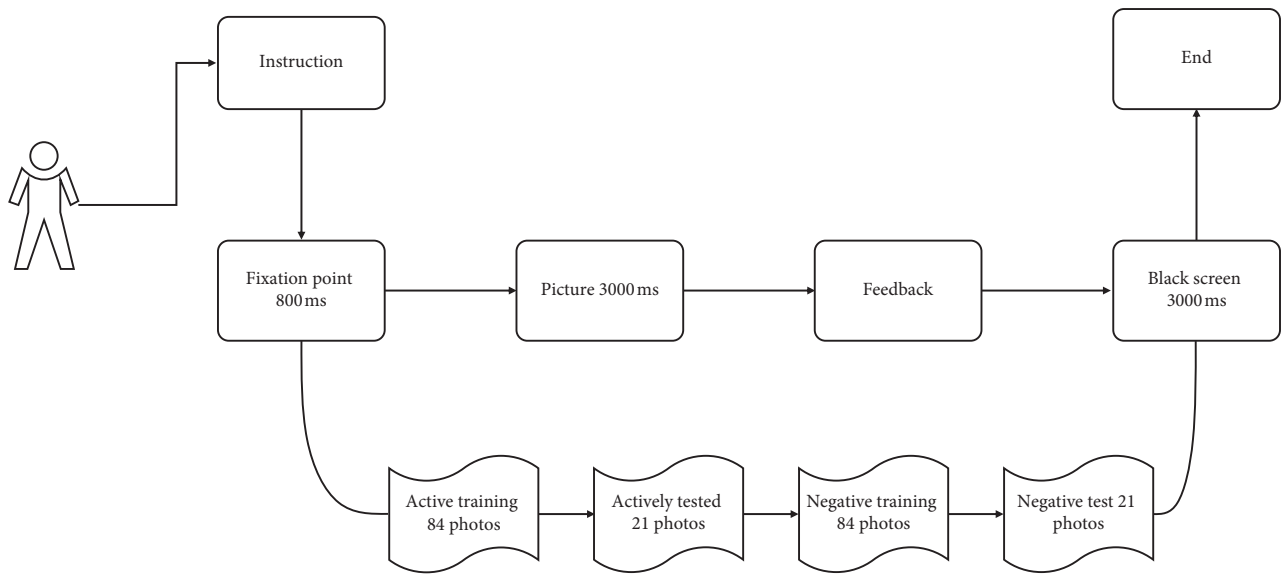 Instruction
End
Fixation point
800 ms
Picture 3000 ms
Feedback
Black screen
3000 ms
Active training
84 photos
Actively tested
21 photos
Negative training
84 photos
Negative test 21
photos